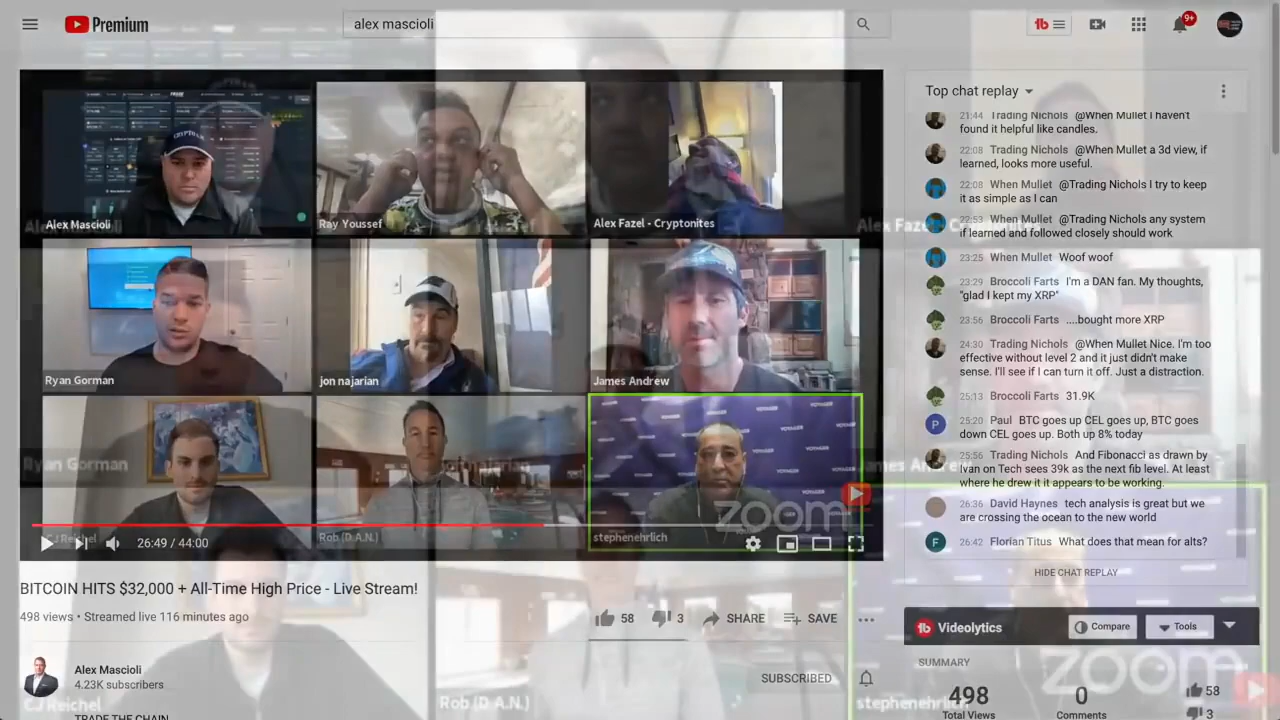 Premium
alex mascioli
9+
CRYPTO
Alex Mascioli
Ray Youssef
Alex Fazel - Cryptonites
Ryan Gorman
jon najarian
James Andrew
VOYAGER
CJ Reichel
Rob (D.A.N.)
stephenehrlich
zoom
26:49 / 44:00
BITCOIN HITS $32,000 + All-Time High Price - Live Stream!
498 views • Streamed live 116 minutes ago
58
3
SHARE
SAVE
Alex Mascioli
4.23K subscribers
SUBSCRIBED
TRADE THE CHAIN
CJ Reichel
Rob (D.A.N.)
stephenehrlich
zoom
Top chat replay
21:44 Trading Nichols @When Mullet I haven't
found it helpful like candles.
22:08 Trading Nichols @When Mullet a 3d view, if
learned, looks more useful.
22:08 When Mullet @Trading Nichols I try to keep
it as simple as I can
22:53 When Mullet @Trading Nichols any system
if learned and followed closely should work
23:25 When Mullet Woof woof
23:29 Broccoli Farts I'm a DAN fan. My thoughts,
"glad I kept my XRP"
23:56 Broccoli Farts ....bought more XRP
24:30 Trading Nichols @When Mullet Nice. I'm too
effective without level 2 and it just didn't make
sense. I'll see if I can turn it off. Just a distraction.
25:13 Broccoli Farts 31.9K
25:20 Paul BTC goes up CEL goes up, BTC goes
down CEL goes up. Both up 8% today
25:56 Trading Nichols And Fibonacci as drawn by
Ivan on Tech sees 39k as the next fib level. At least
where he drew it it appears to be working.
26:36 David Haynes tech analysis is great but we
are crossing the ocean to the new world
26:42 Florian Titus What does that mean for alts?
HIDE CHAT REPLAY
Videolytics
Compare
Tools
SUMMARY
498
Total Views
0
Comments
58
3